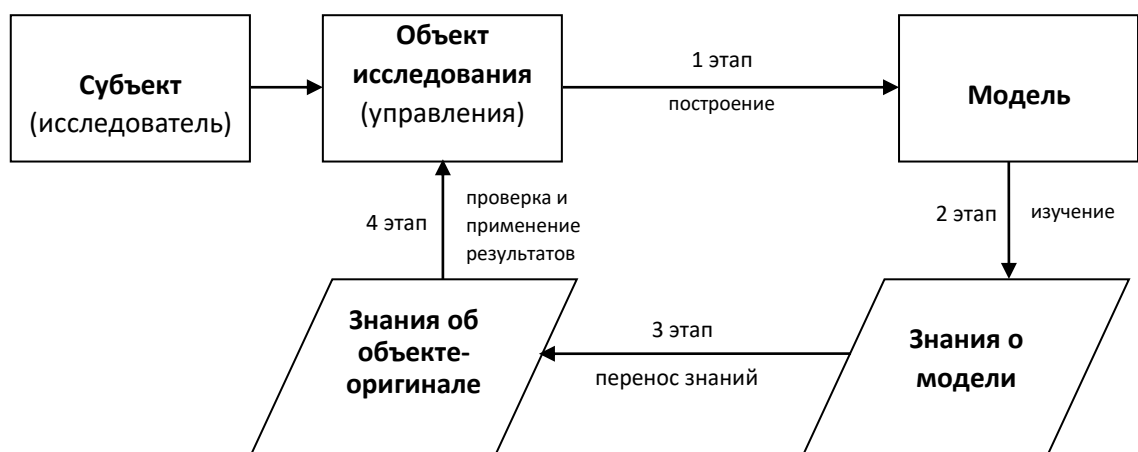 Субъект
(исследователь)
Объект
исследования
(управления)
1 этап
построение
Модель
2 этап
изучение
Знания о
модели
3 этап
перенос знаний
Знания об
объекте-
оригинале
4 этап
проверка и
применение
результатов